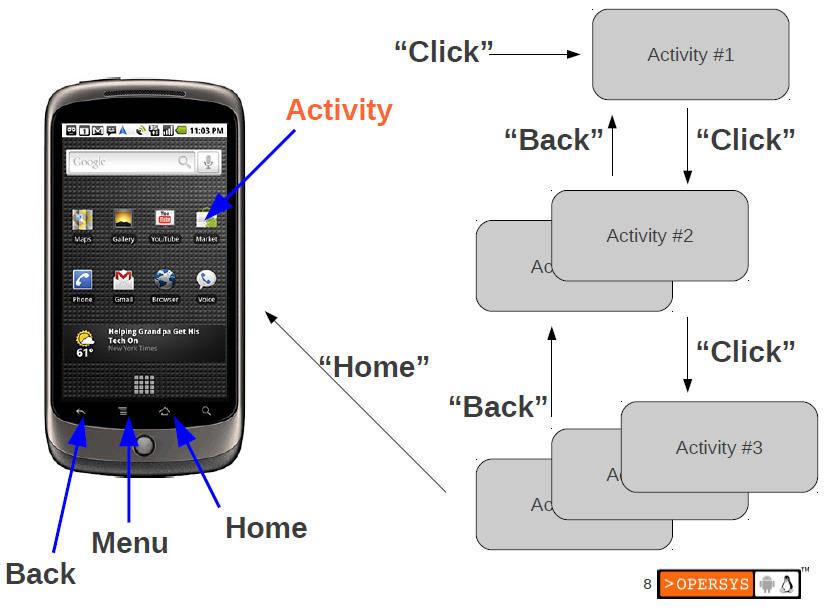 “Click”
Activity #1
Activity
“Back”
“Click”
11:03 PM
Google
Activity #2
Ac
Maps
Gallery
YouTube
Market
Phone
Gmail
Browser
Voice
Helping Grandpa Get His
Tech On
New York Times
61°
“Home”
“Click”
“Back”
Activity #3
A
Ac
Back
Menu
Home
8
>OPERSYS
TM